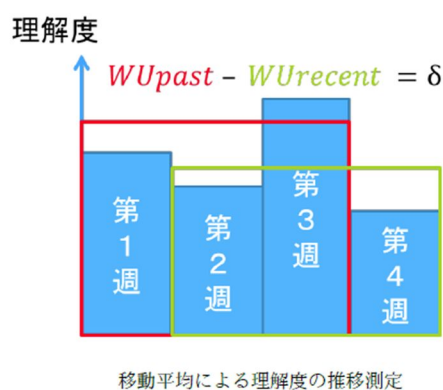 理解度
WUpast – WUrecent = δ
第1週
第2週
第3週
第4週
移動平均による理解度の推移測定